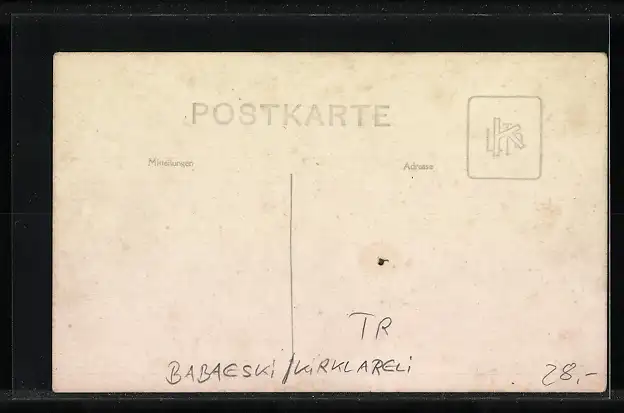 POSTKARTE
Mitteilungen
Adresse
TR
BABAESKi/KiRKLARELi
28,-